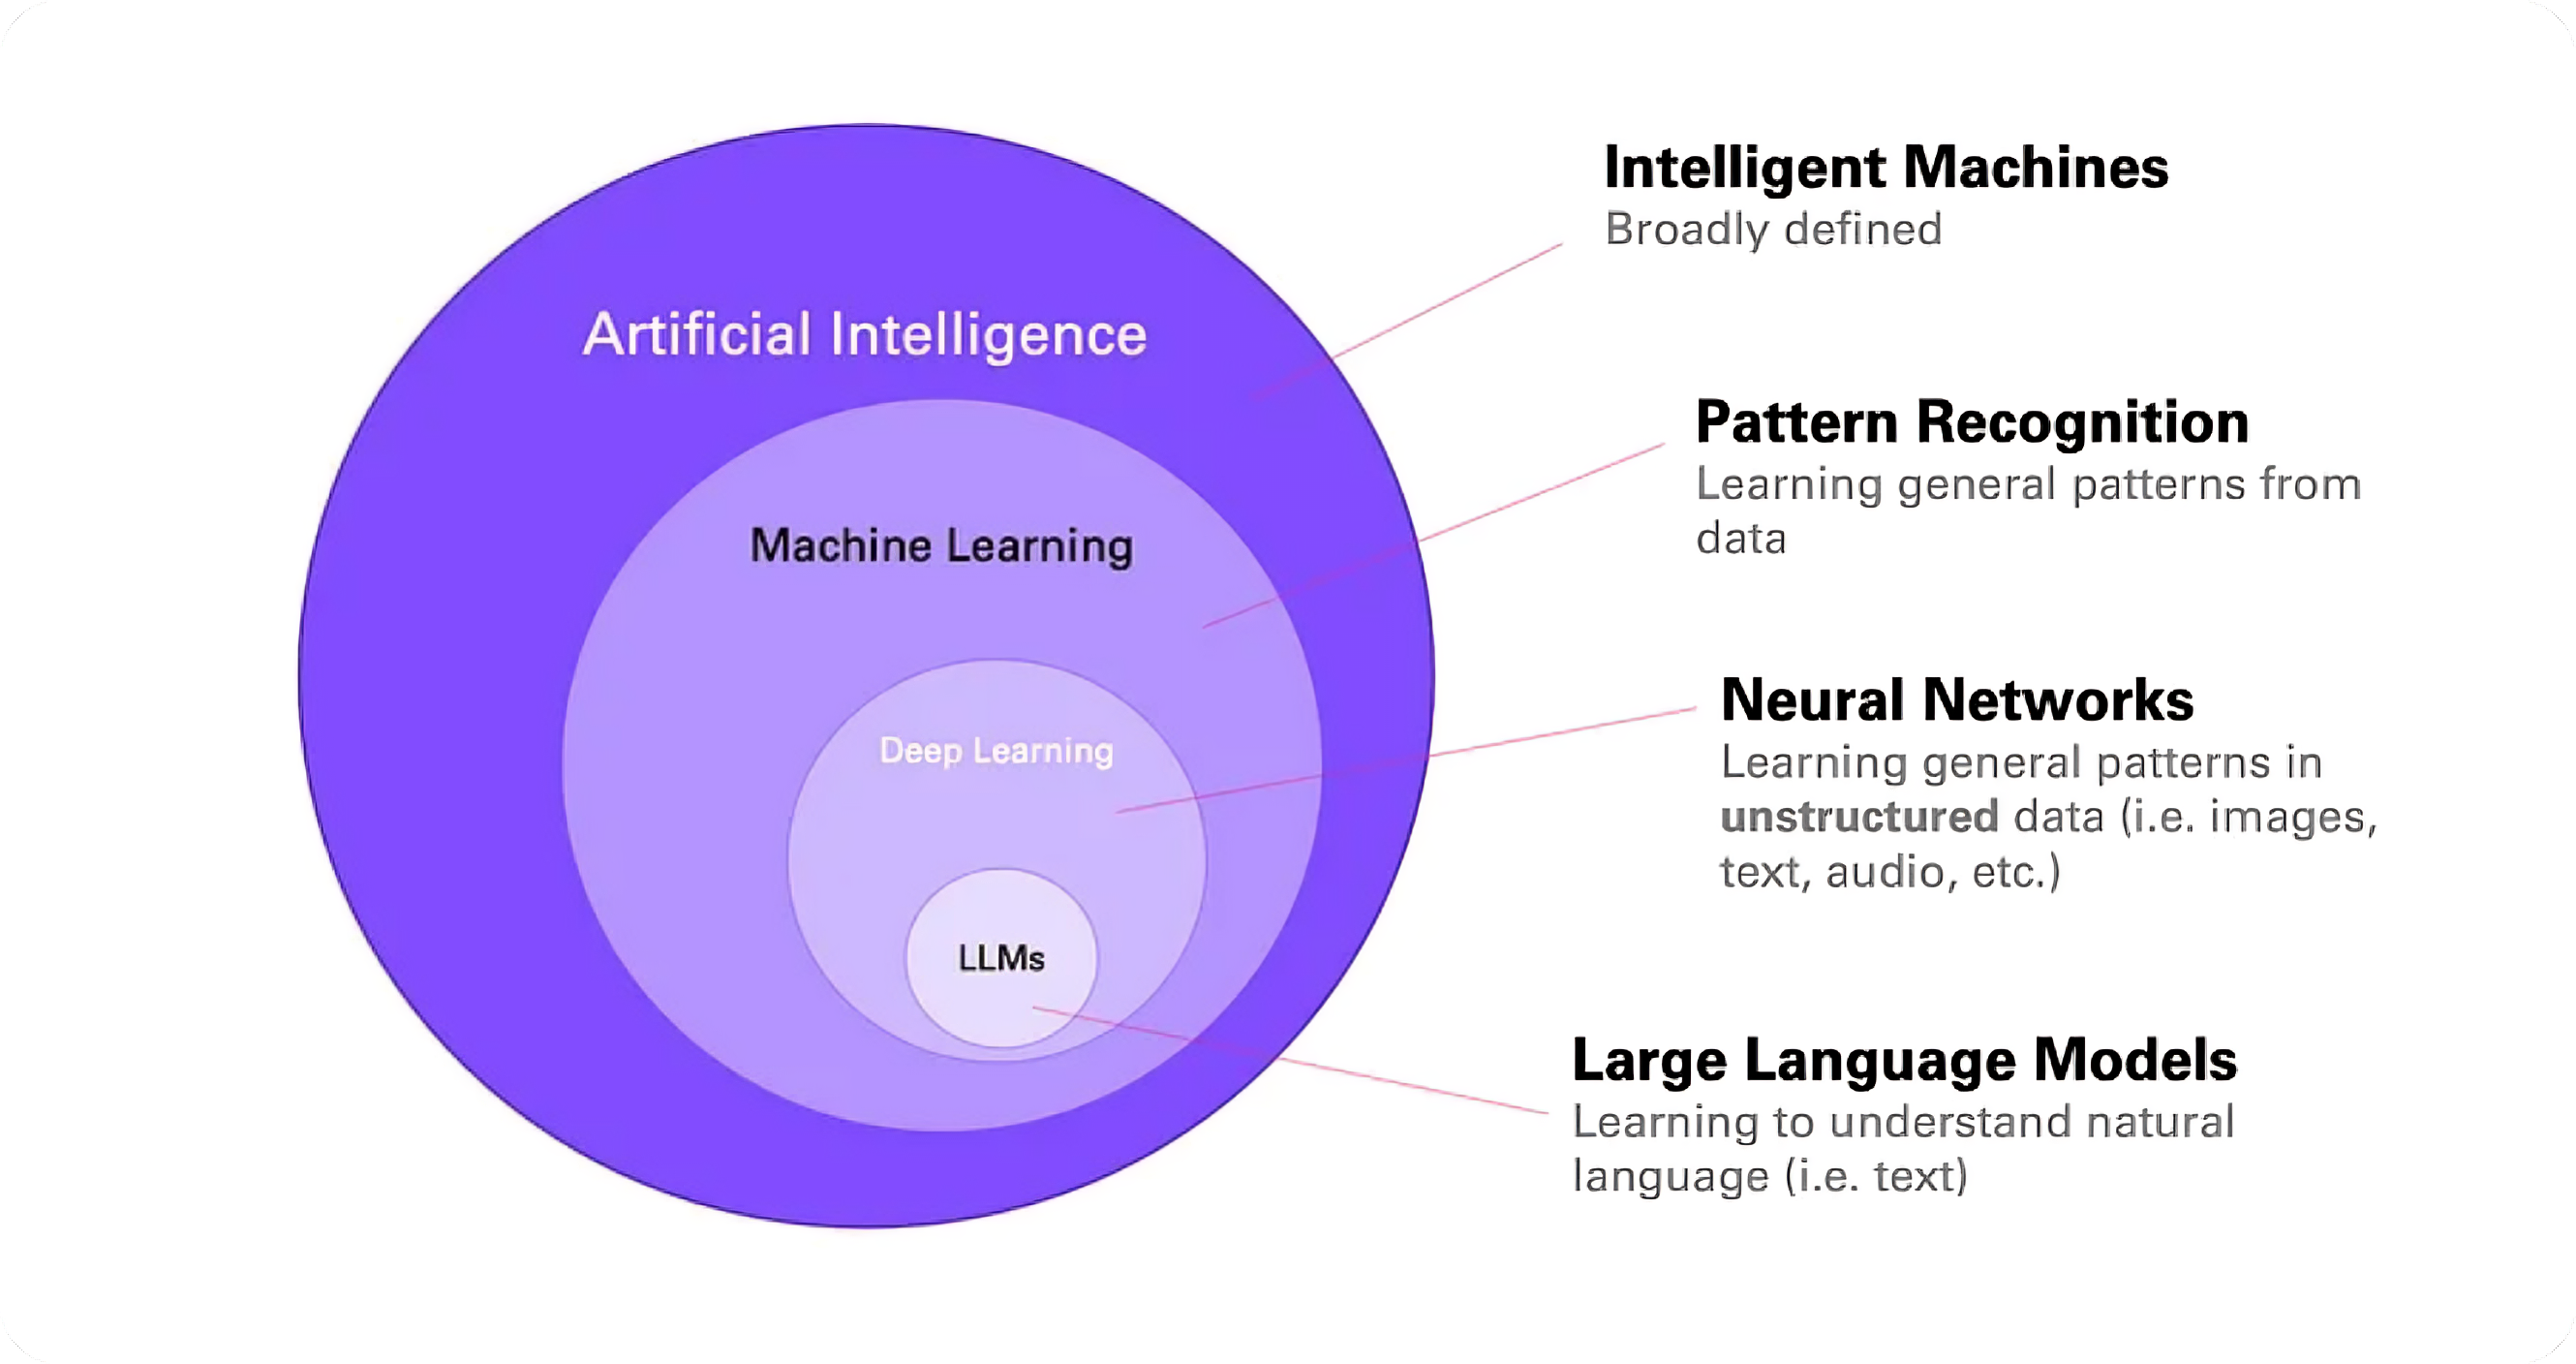 Artificial Intelligence
Machine Learning
Deep Learning
LLMs
Intelligent Machines
Broadly defined
Pattern Recognition
Learning general patterns from
data
Neural Networks
Learning general patterns in
unstructured data (i.e. images,
text, audio, etc.)
Large Language Models
Learning to understand natural
language (i.e. text)